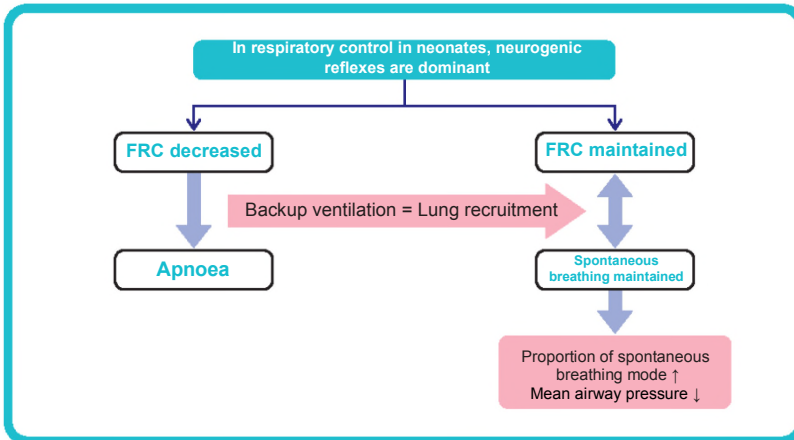 In respiratory control in neonates, neurogenic
reflexes are dominant
FRC decreased
FRC maintained
Backup ventilation = Lung recruitment
Apnoea
Spontaneous
breathing maintained
Proportion of spontaneous
breathing mode ↑
Mean airway pressure ↓